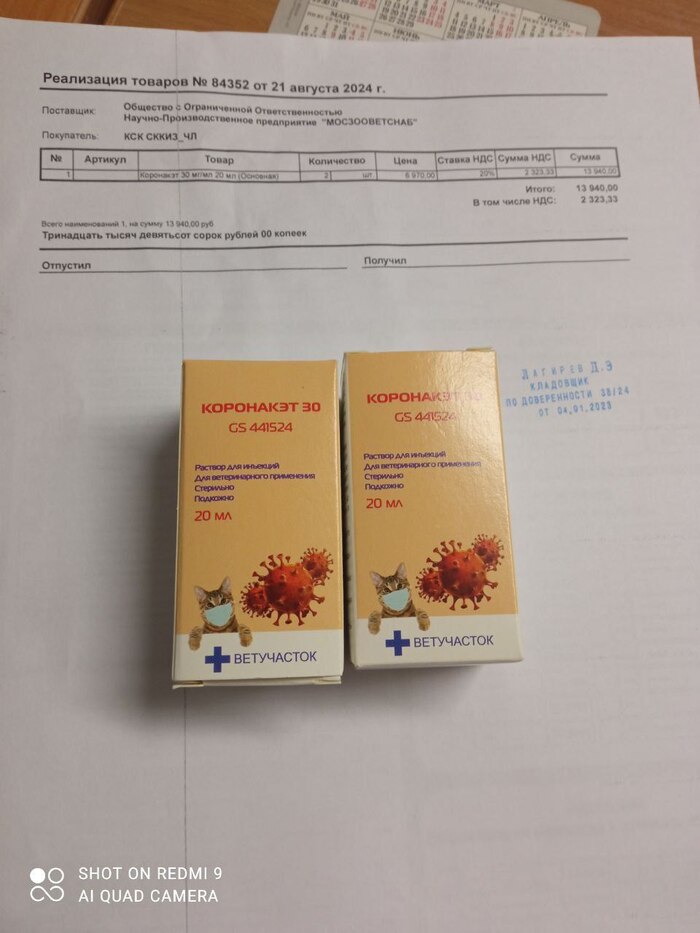 МАРТ
АПРЕЛЬ
МАЙ
ИЮНЬ
Реализация товаров № 84352 от 21 августа 2024 г.
Поставщик: Общество с Ограниченной Ответственностью
Научно-Производственное предприятие "МОСЗООВЕТСНАБ"
Покупатель: КСК СККИЗ_ЧЛ
№ Артикул Товар Количество Цена Ставка НДС Сумма НДС Сумма
1 Коронакэт 30 мг/мл 20 мл (Основная) 2 шт. 6 970,00 20% 2 323,33 13 940,00
Итого: 13 940,00
В том числе НДС: 2 323,33
Всего наименований 1, на сумму 13 940,00 руб
Тринадцать тысяч девятьсот сорок рублей 00 копеек
Отпустил Получил
ЛАГИРЕВ Д.Э
КЛАДОВЩИК
ПО ДОВЕРЕННОСТИ 38/24
ОТ 04.01.2023
КОРОНАКЭТ 30
GS 441524
Раствор для инъекций
Для ветеринарного применения
Стерильно
Подкожно
20 мл
ВЕТУЧАСТОК
КОРОНАКЭТ 30
GS 441524
Раствор для инъекций
Для ветеринарного применения
Стерильно
Подкожно
20 мл
ВЕТУЧАСТОК
SHOT ON REDMI 9
AI QUAD CAMERA